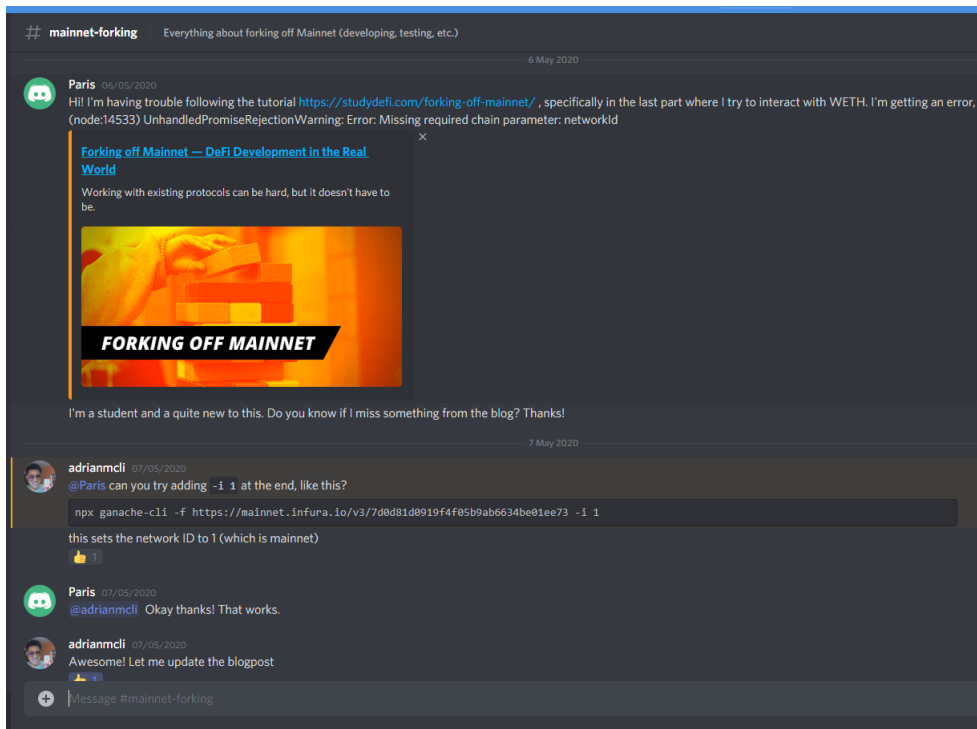 # mainnet-forking Everything about forking off Mainnet (developing, testing, etc.)
6 May 2020
Paris 06/05/2020
Hi! I'm having trouble following the tutorial https://studydefi.com/forking-off-mainnet/ , specifically in the last part where I try to interact with WETH. I'm getting an error,
(node:14533) UnhandledPromiseRejectionWarning: Error: Missing required chain parameter: networkId
Forking off Mainnet — DeFi Development in the Real
World
Working with existing protocols can be hard, but it doesn't have to
be.
FORKING OFF MAINNET
I'm a student and a quite new to this. Do you know if I miss something from the blog? Thanks!
7 May 2020
adrianmcli 07/05/2020
@Paris can you try adding -i 1 at the end, like this?
npx ganache-cli -f https://mainnet.infura.io/v3/7d0d81d0919f4f05b9ab6634be01ee73 -i 1
this sets the network ID to 1 (which is mainnet)
👍 1
Paris 07/05/2020
@adrianmcli Okay thanks! That works.
adrianmcli 07/05/2020
Awesome! Let me update the blogpost
👍 1
Message #mainnet-forking